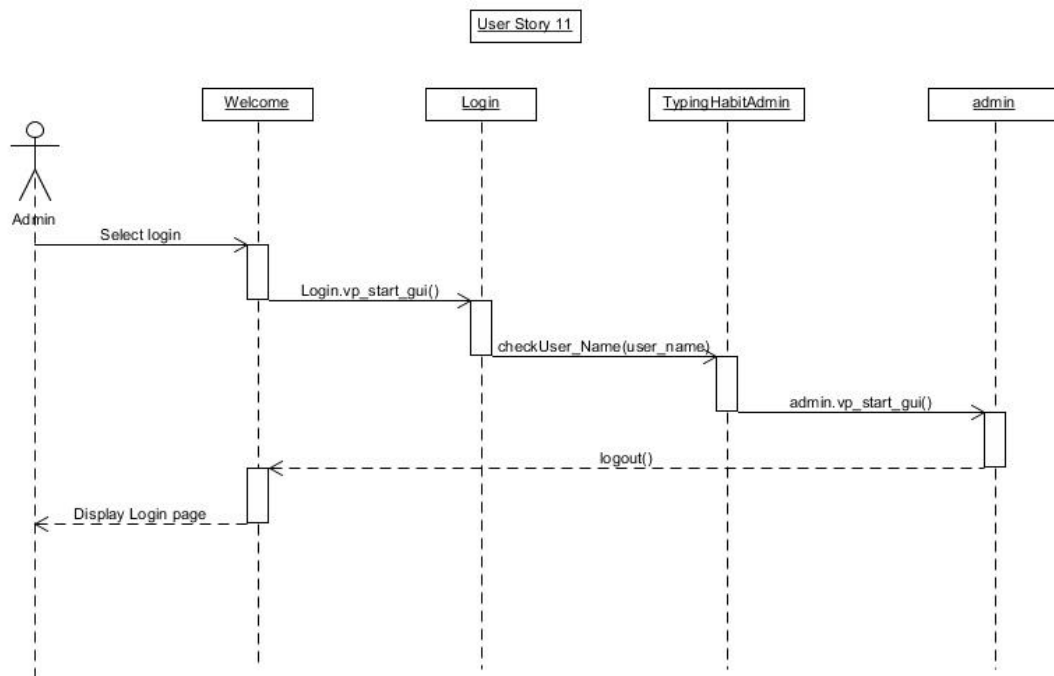 User Story 11
Welcome
Login
TypingHabitAdmin
admin
Admin
Select login
Login.vp_start_gui()
checkUser_Name(user_name)
admin.vp_start_gui()
logout()
Display Login page